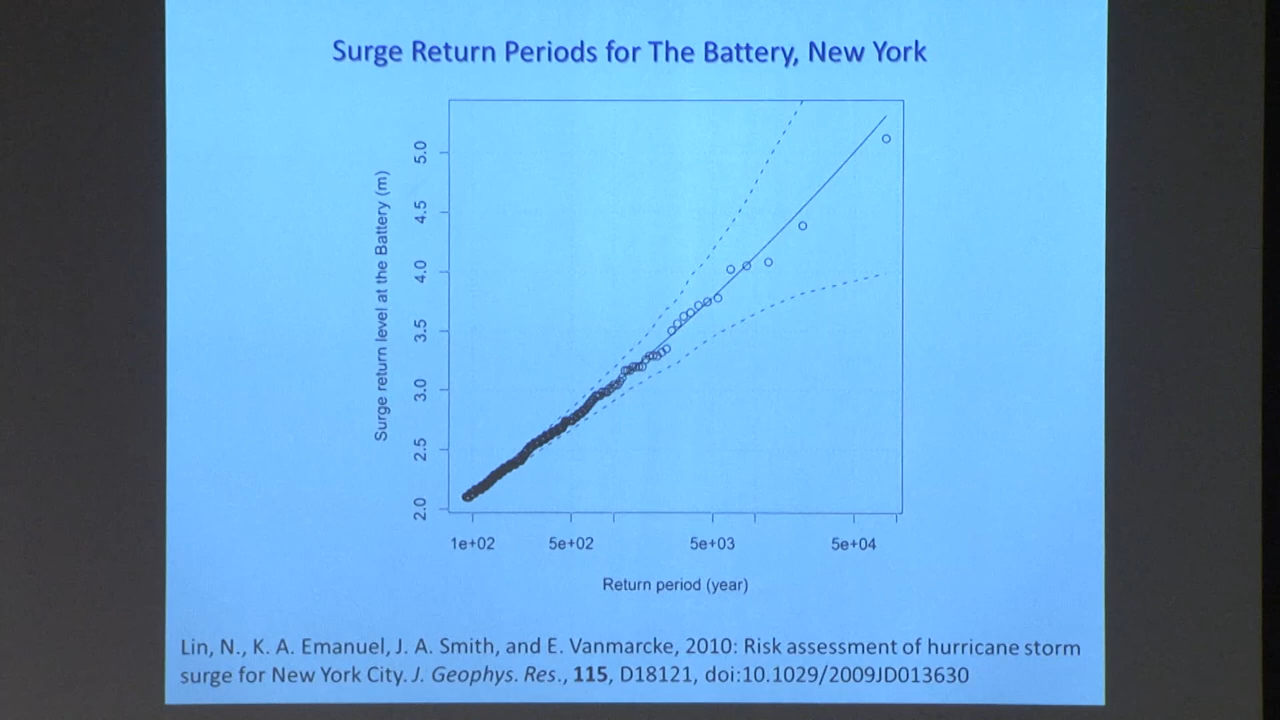 Surge Return Periods for The Battery, New York
Surge return level at the Battery (m)
5.0
4.5
4.0
3.5
3.0
2.5
2.0
1e+02 5e+02 5e+03 5e+04
Return period (year)
Lin, N., K. A. Emanuel, J. A. Smith, and E. Vanmarcke, 2010: Risk assessment of hurricane storm
surge for New York City. J. Geophys. Res., 115, D18121, doi:10.1029/2009JD013630